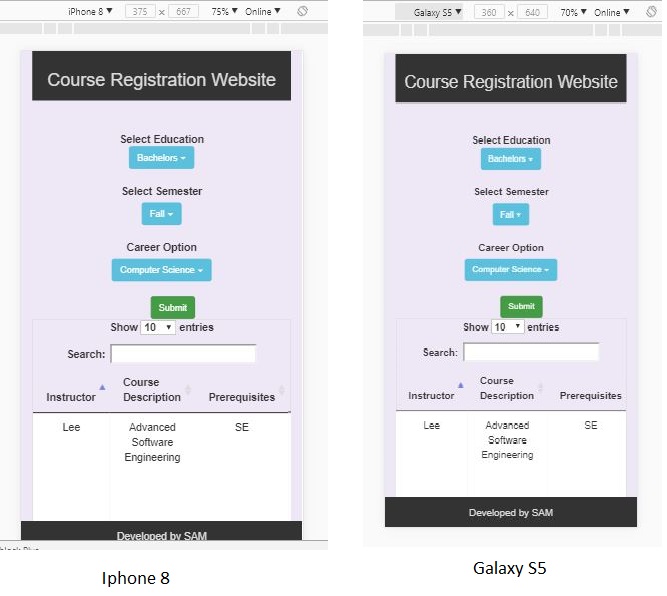 iPhone 8 ▼ 375 × 667 75% ▼ Online ▼
Course Registration Website
Select Education
Bachelors
Select Semester
Fall
Career Option
Computer Science
Submit
Show 10 entries
Search:
Instructor Course Description Prerequisites
Lee Advanced Software Engineering SE
Developed by SAM
Iphone 8
Galaxy S5 ▼ 360 × 640 70% ▼ Online ▼
Course Registration Website
Select Education
Bachelors
Select Semester
Fall
Career Option
Computer Science
Submit
Show 10 entries
Search:
Instructor Course Description Prerequisites
Lee Advanced Software Engineering SE
Developed by SAM
Galaxy S5